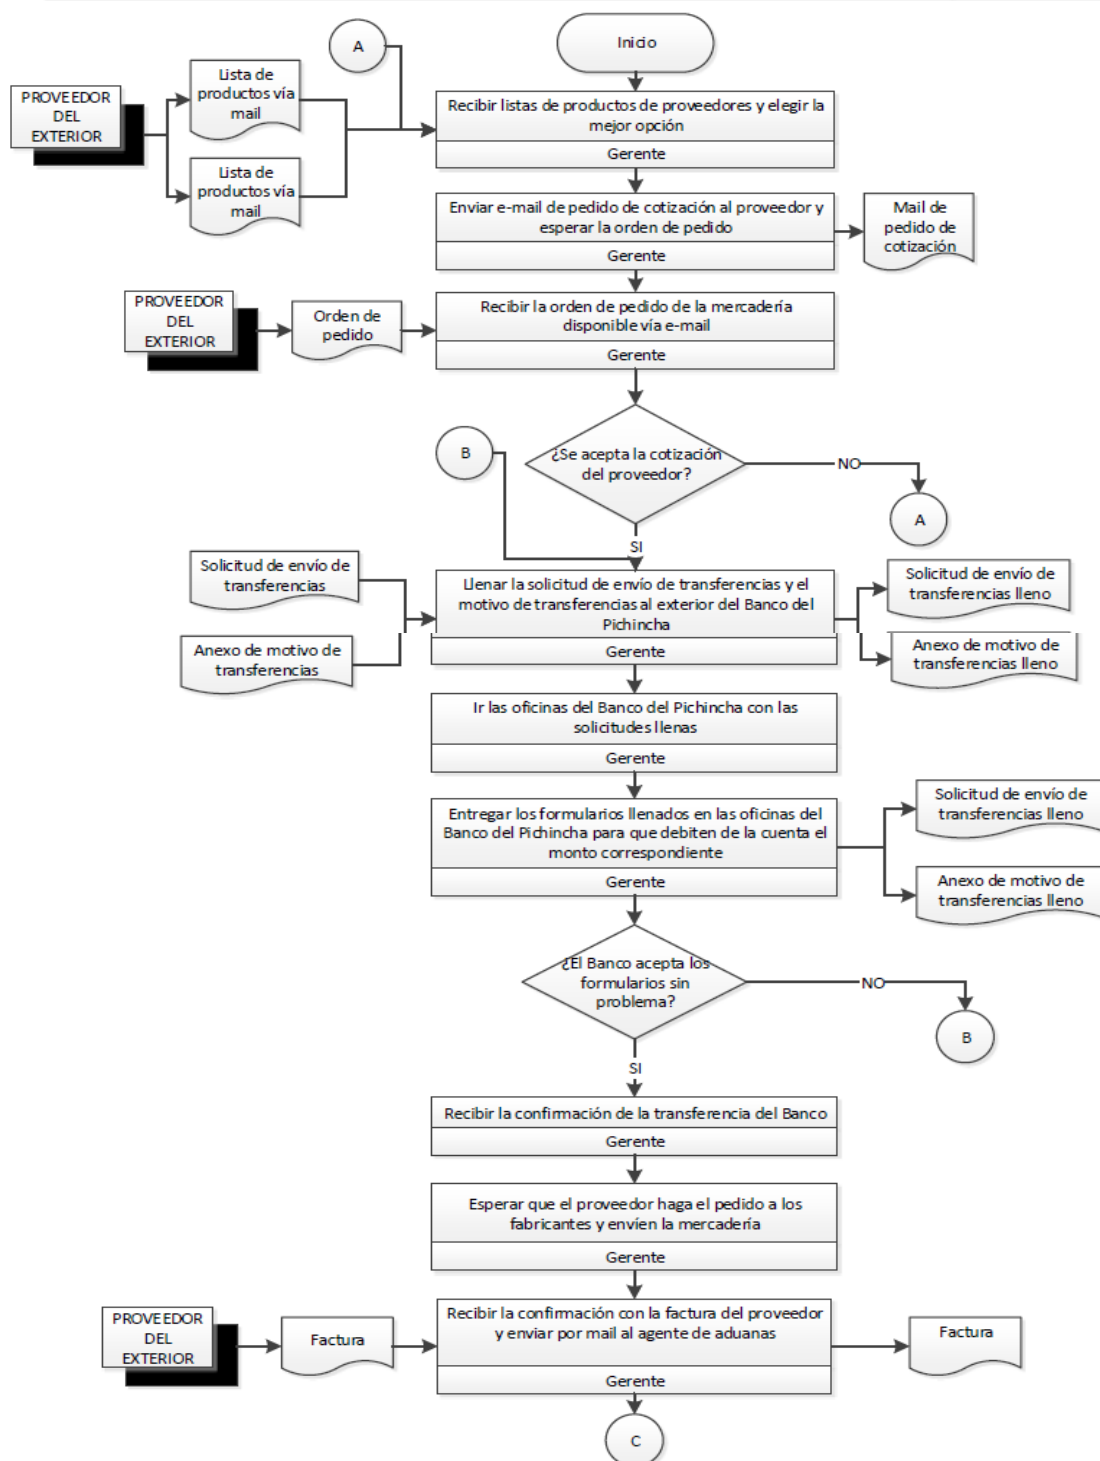 Inicio
A
PROVEEDOR
DEL
EXTERIOR
Lista de
productos vía
mail
Lista de
productos vía
mail
Recibir listas de productos de proveedores y elegir la
mejor opción
Gerente
Enviar e-mail de pedido de cotización al proveedor y
esperar la orden de pedido
Gerente
Mail de
pedido de
cotización
PROVEEDOR
DEL
EXTERIOR
Orden de
pedido
Recibir la orden de pedido de la mercadería
disponible vía e-mail
Gerente
B
¿Se acepta la cotización
del proveedor?
NO
A
SI
Solicitud de envío de
transferencias
Anexo de motivo de
transferencias
Llenar la solicitud de envío de transferencias y el
motivo de transferencias al exterior del Banco del
Pichincha
Gerente
Solicitud de envío de
transferencias lleno
Anexo de motivo de
transferencias lleno
Ir las oficinas del Banco del Pichincha con las
solicitudes llenas
Gerente
Entregar los formularios llenados en las oficinas del
Banco del Pichincha para que debiten de la cuenta el
monto correspondiente
Gerente
Solicitud de envío de
transferencias lleno
Anexo de motivo de
transferencias lleno
¿El Banco acepta los
formularios sin
problema?
NO
B
SI
Recibir la confirmación de la transferencia del Banco
Gerente
Esperar que el proveedor haga el pedido a los
fabricantes y envíen la mercadería
Gerente
PROVEEDOR
DEL
EXTERIOR
Factura
Recibir la confirmación con la factura del proveedor
y enviar por mail al agente de aduanas
Gerente
Factura
C